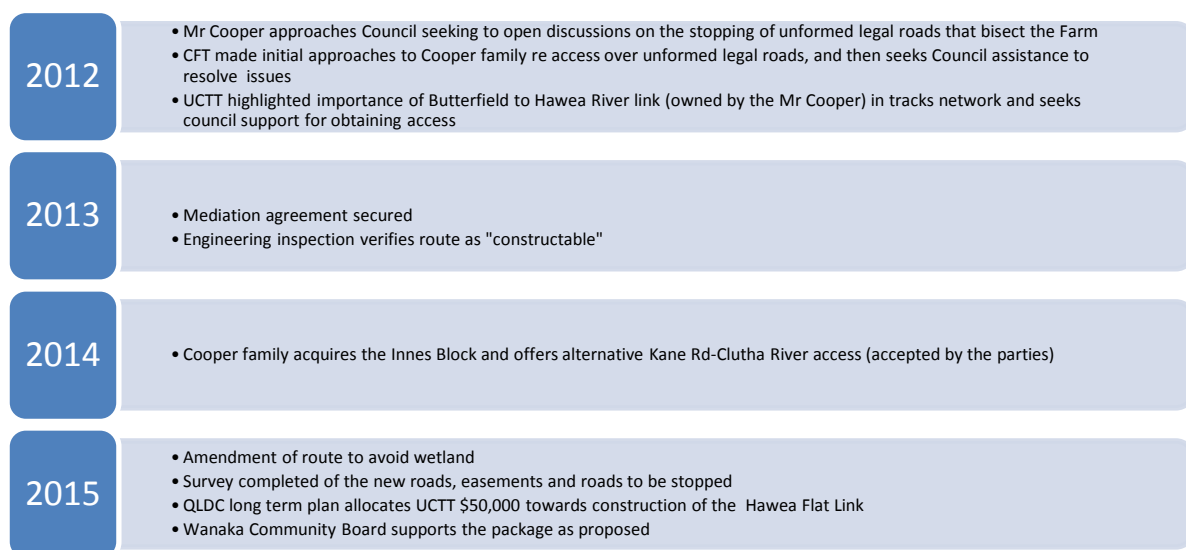 2012
• Mr Cooper approaches Council seeking to open discussions on the stopping of unformed legal roads that bisect the Farm
• CFT made initial approaches to Cooper family re access over unformed legal roads, and then seeks Council assistance to
resolve issues
• UCTT highlighted importance of Butterfield to Hawea River link (owned by the Mr Cooper) in tracks network and seeks
council support for obtaining access
2013
• Mediation agreement secured
• Engineering inspection verifies route as "constructable"
2014
• Cooper family acquires the Innes Block and offers alternative Kane Rd-Clutha River access (accepted by the parties)
2015
• Amendment of route to avoid wetland
• Survey completed of the new roads, easements and roads to be stopped
• QLDC long term plan allocates UCTT $50,000 towards construction of the Hawea Flat Link
• Wanaka Community Board supports the package as proposed